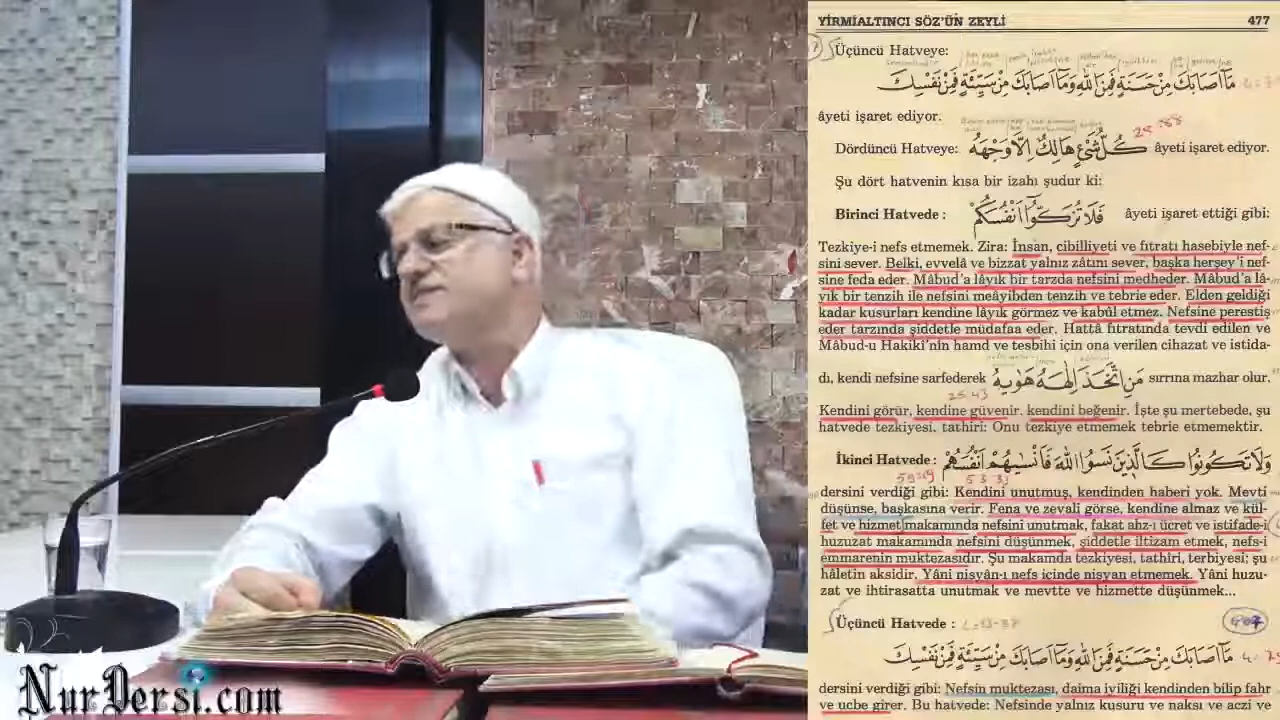 YİRMİALTINCI SÖZ'ÜN ZEYLİ 477
Üçüncü Hatveye:
مَٓا اَصَابَكَ مِنْ حَسَنَةٍ فَمِنَ اللّٰهِ وَمَٓا اَصَابَكَ مِنْ سَيِّئَةٍ فَمِنْ نَفْسِكَ
âyeti işaret ediyor.
Dördüncü Hatveye: كُلُّ شَيْءٍ هَالِكٌ اِلَّا وَجْهَهُ âyeti işaret ediyor.
Şu dört hatvenin kısa bir izahı şudur ki:
Birinci Hatvede : فَلَا تُزَكُّٓوا اَنْفُسَكُمْ âyeti işaret ettiği gibi:
Tezkiye-i nefs etmemek. Zira: İnsan, cibilliyeti ve fıtratı hasebiyle nef-
sini sever. Belki, evvelâ ve bizzat yalnız zâtını sever, başka herşey'i nef-
sine feda eder. Mâbud'a lâyık bir tarzda nefsini medheder. Mâbud'a lâ-
yık bir tenzih ile nefsini meâyibden tenzih ve tebrie eder. Elden geldiği
kadar kusurları kendine lâyık görmez ve kabûl etmez. Nefsine perestiş
eder tarzında şiddetle müdafaa eder. Hattâ fıtratında tevdi edilen ve
Mâbud-u Hakikî'nin hamd ve tesbihi için ona verilen cihazat ve istida-
dı, kendi nefsine sarfederek مَنِ اتَّخَذَ اِلٰهَهُ هَوٰيهُ sırrına mazhar olur.
25:43
Kendini görür, kendine güvenir, kendini beğenir. İşte şu mertebede, şu
hatvede tezkiyesi, tathiri: Onu tezkiye etmemek tebrie etmemektir.
İkinci Hatvede : وَلَا تَكُونُوا كَالَّذِينَ نَسُوا اللّٰهَ فَاَنْسٰيهُمْ اَنْفُسَهُمْ
dersini verdiği gibi: Kendini unutmuş, kendinden haberi yok. Mevti
düşünse, başkasına verir. Fena ve zevali görse, kendine almaz ve kül-
fet ve hizmet makamında nefsini unutmak, fakat ahz-ı ücret ve istifade-i
huzuzat makamında nefsini düşünmek, şiddetle iltizam etmek, nefs-i
emmarenin muktezasıdır. Şu makamda tezkiyesi, tathiri, terbiyesi; şu
hâletin aksidir. Yâni nisyân-ı nefs içinde nisyan etmemek. Yâni huzu-
zat ve ihtirasatta unutmak ve mevtte ve hizmette düşünmek...
Üçüncü Hatvede :
مَٓا اَصَابَكَ مِنْ حَسَنَةٍ فَمِنَ اللّٰهِ وَمَٓا اَصَابَكَ مِنْ سَيِّئَةٍ فَمِنْ نَفْسِكَ
dersini verdiği gibi: Nefsin muktezası, daima iyiliği kendinden bilip fahr
ve ucbe girer. Bu hatvede: Nefsinde yalnız kusuru ve naksı ve aczi ve
NurDersi.com